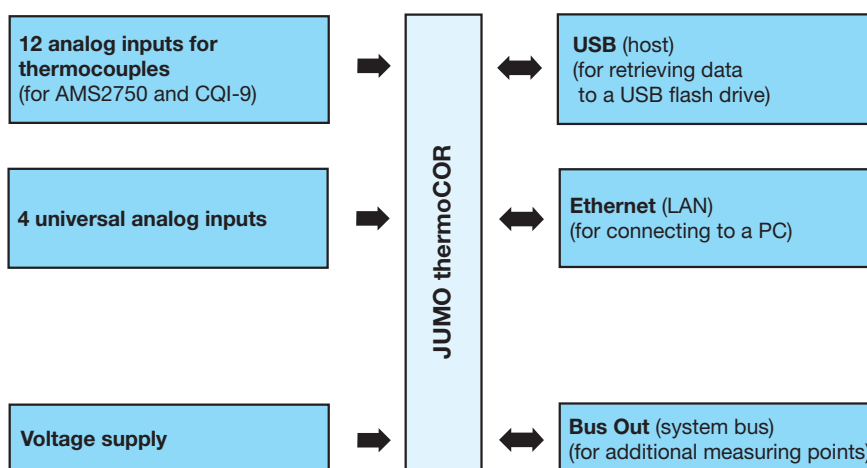 12 analog inputs for
thermocouples
(for AMS2750 and CQI-9)
4 universal analog inputs
Voltage supply
JUMO thermoCOR
USB (host)
(for retrieving data
to a USB flash drive)
Ethernet (LAN)
(for connecting to a PC)
Bus Out (system bus)
(for additional measuring points)